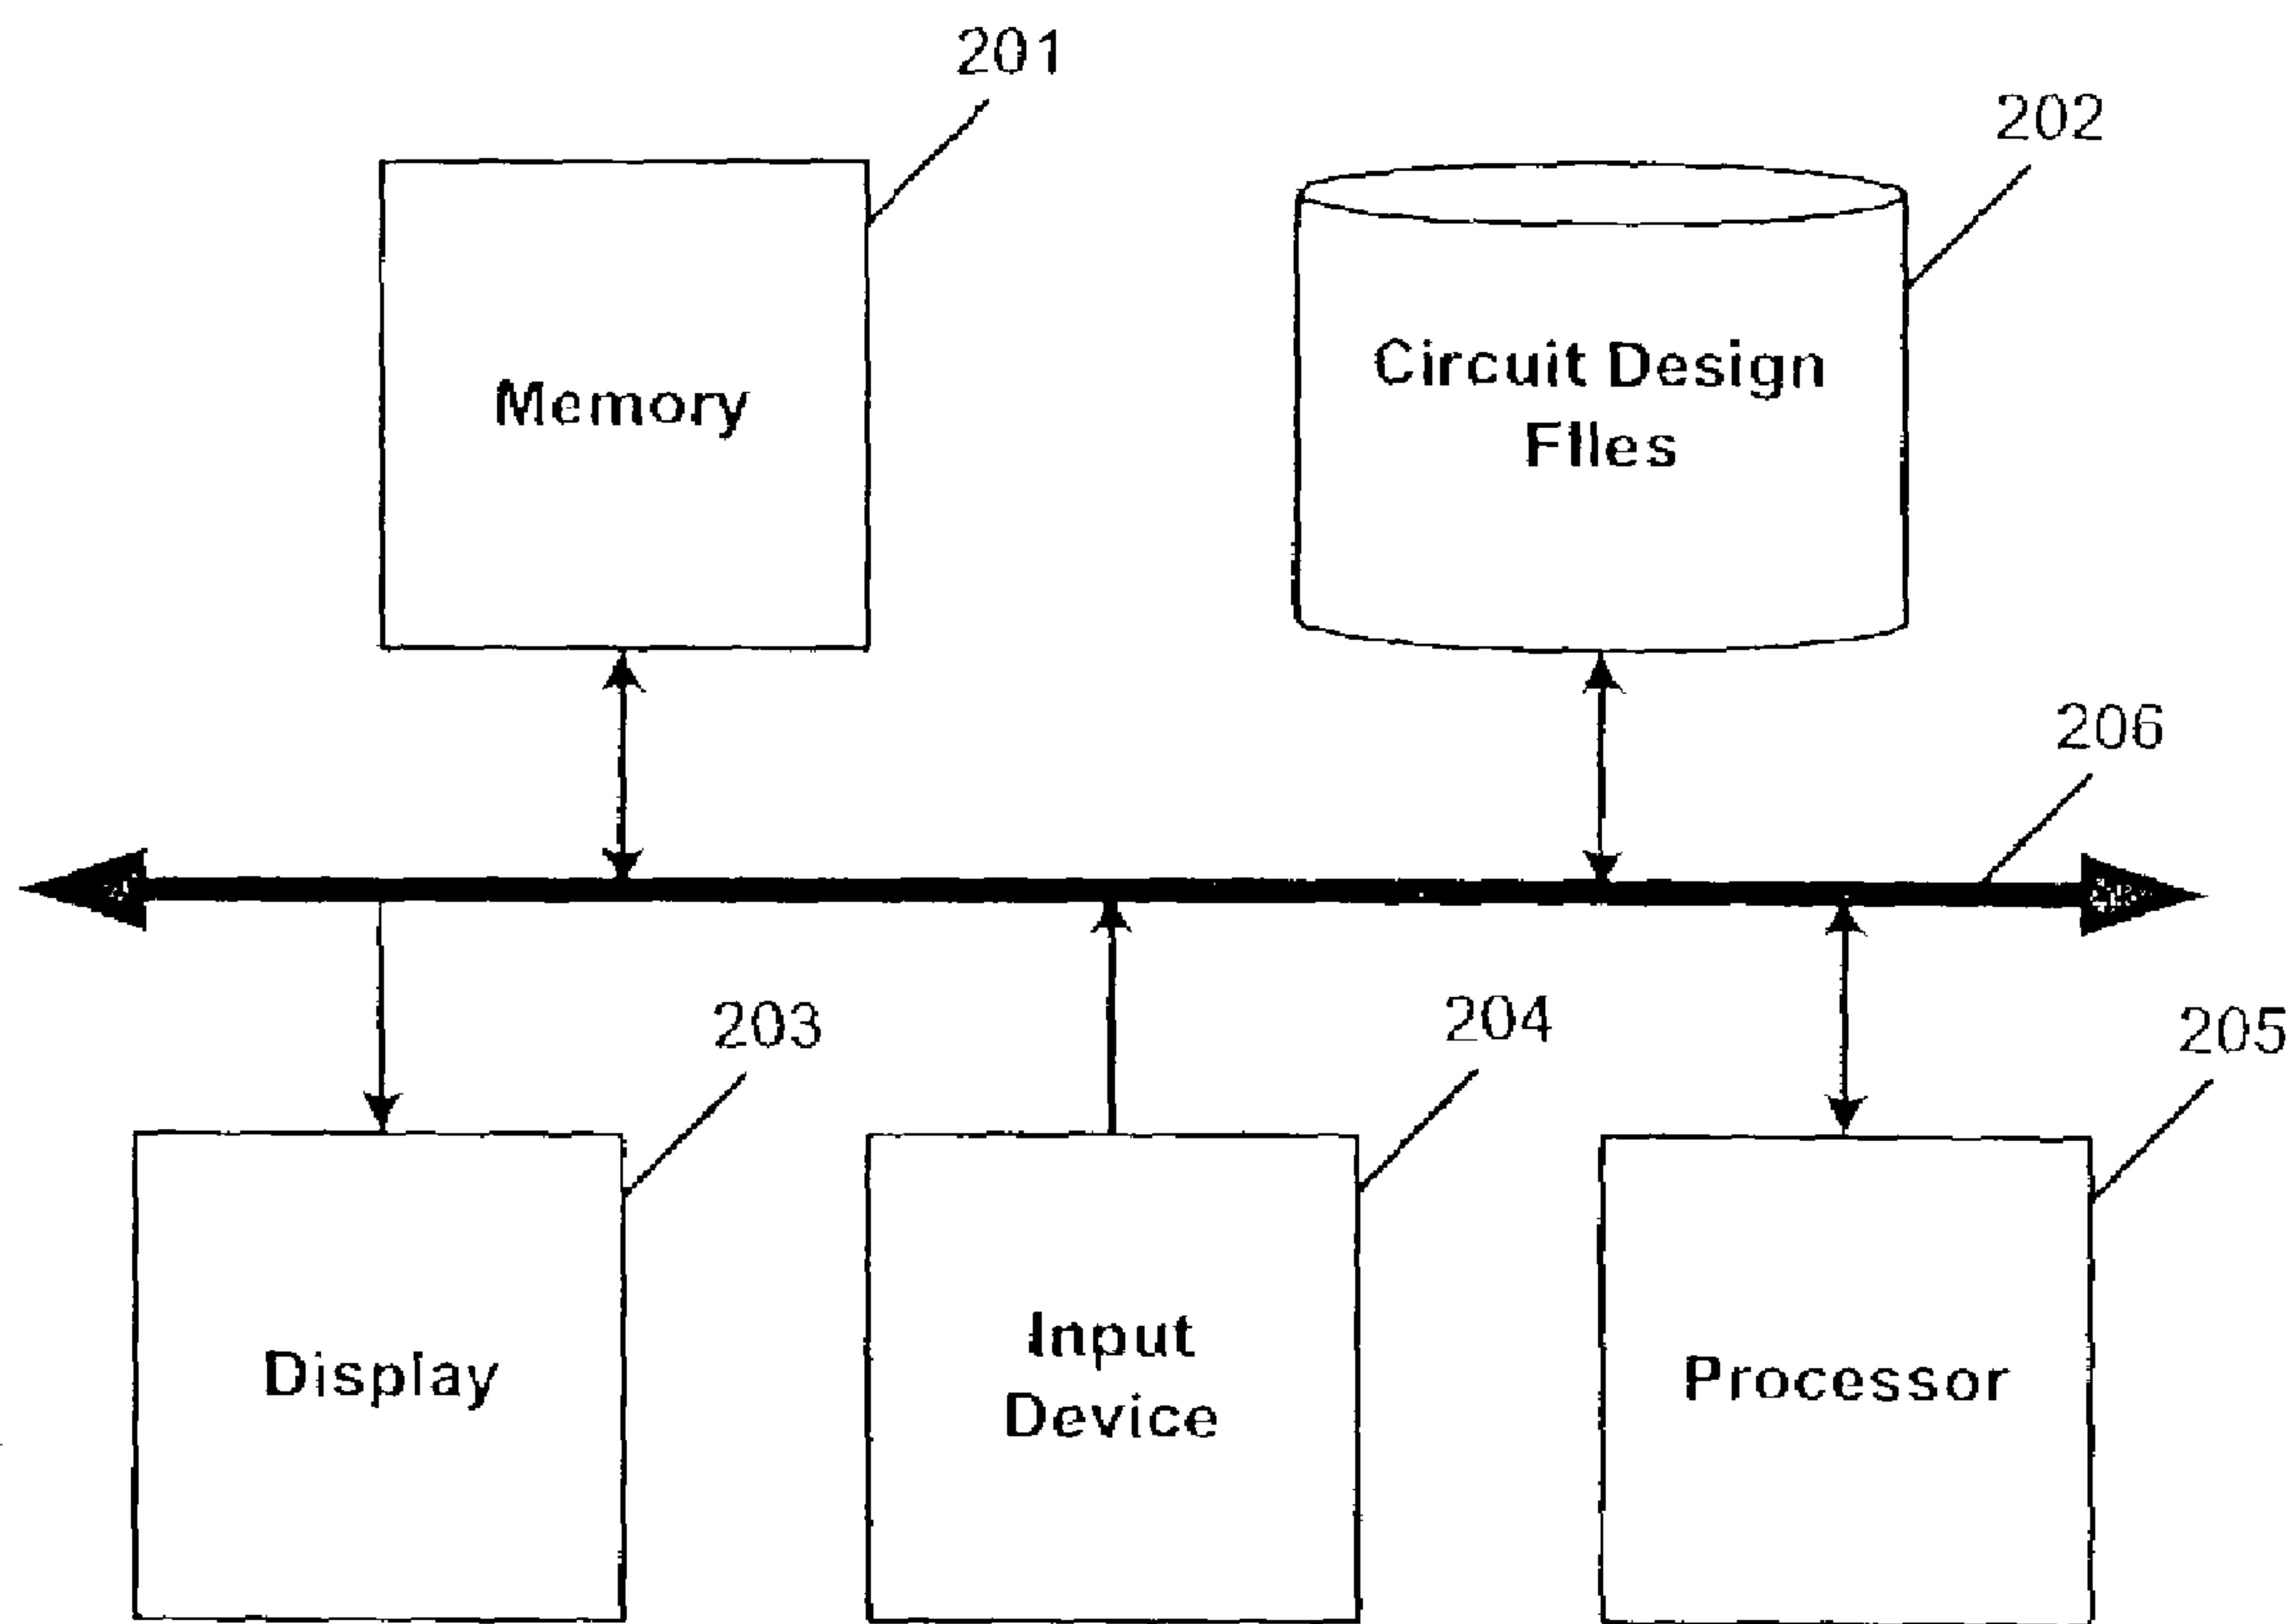 201
202
Memory
Circuit Design
Files
206
203
204
205
Display
Input
Device
Processor